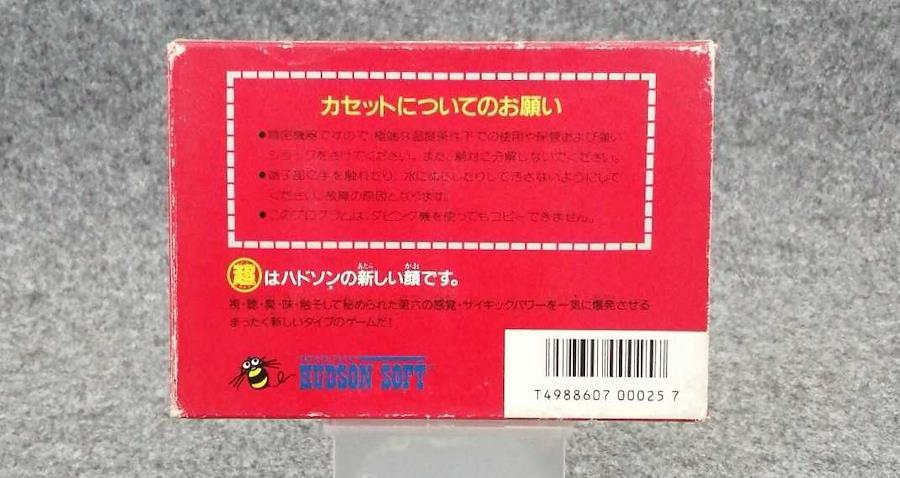 カセットについてのお願い
●精密機器ですので、極端な温度条件下での使用や保管および強い
ショックをさけてください。また、絶対に分解しないでください。
●端子部に手を触れたり、水にぬらしたりして汚さないようにして
ください。故障の原因となります。
●このプログラムは、ダビング機を使ってもコピーできません。
超はハドソンの新しい顔です。
視・聴・臭・味・触そして秘められた第六の感覚・サイキックパワーを一気に爆発させる
まったく新しいタイプのゲームだ!
HUDSON SOFT
T4988607 00025 7